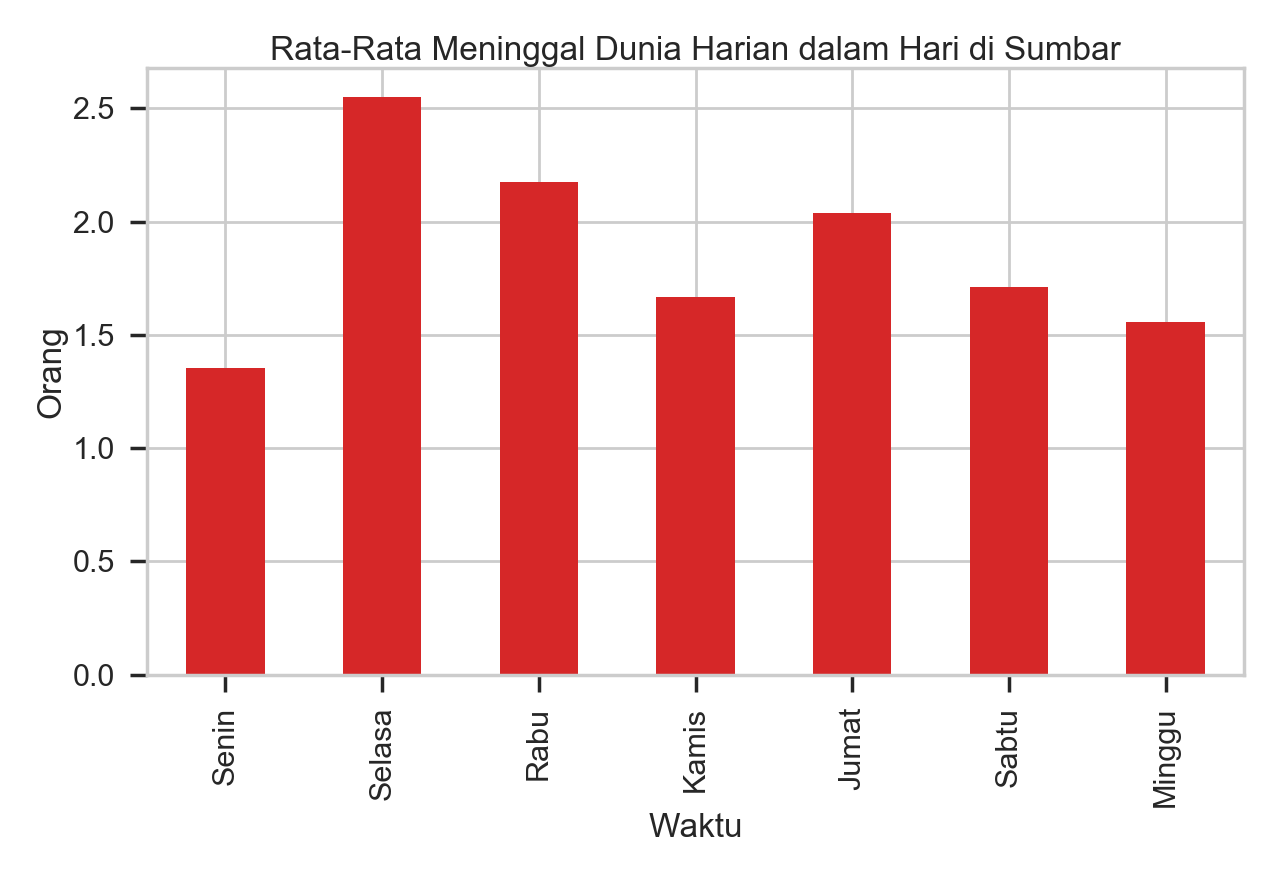 Rata-Rata Meninggal Dunia Harian dalam Hari di Sumbar
2.5
2.0
1.5
1.0
0.5
0.0
Orang
Senin
Selasa
Rabu
Kamis
Jumat
Sabtu
Minggu
Waktu